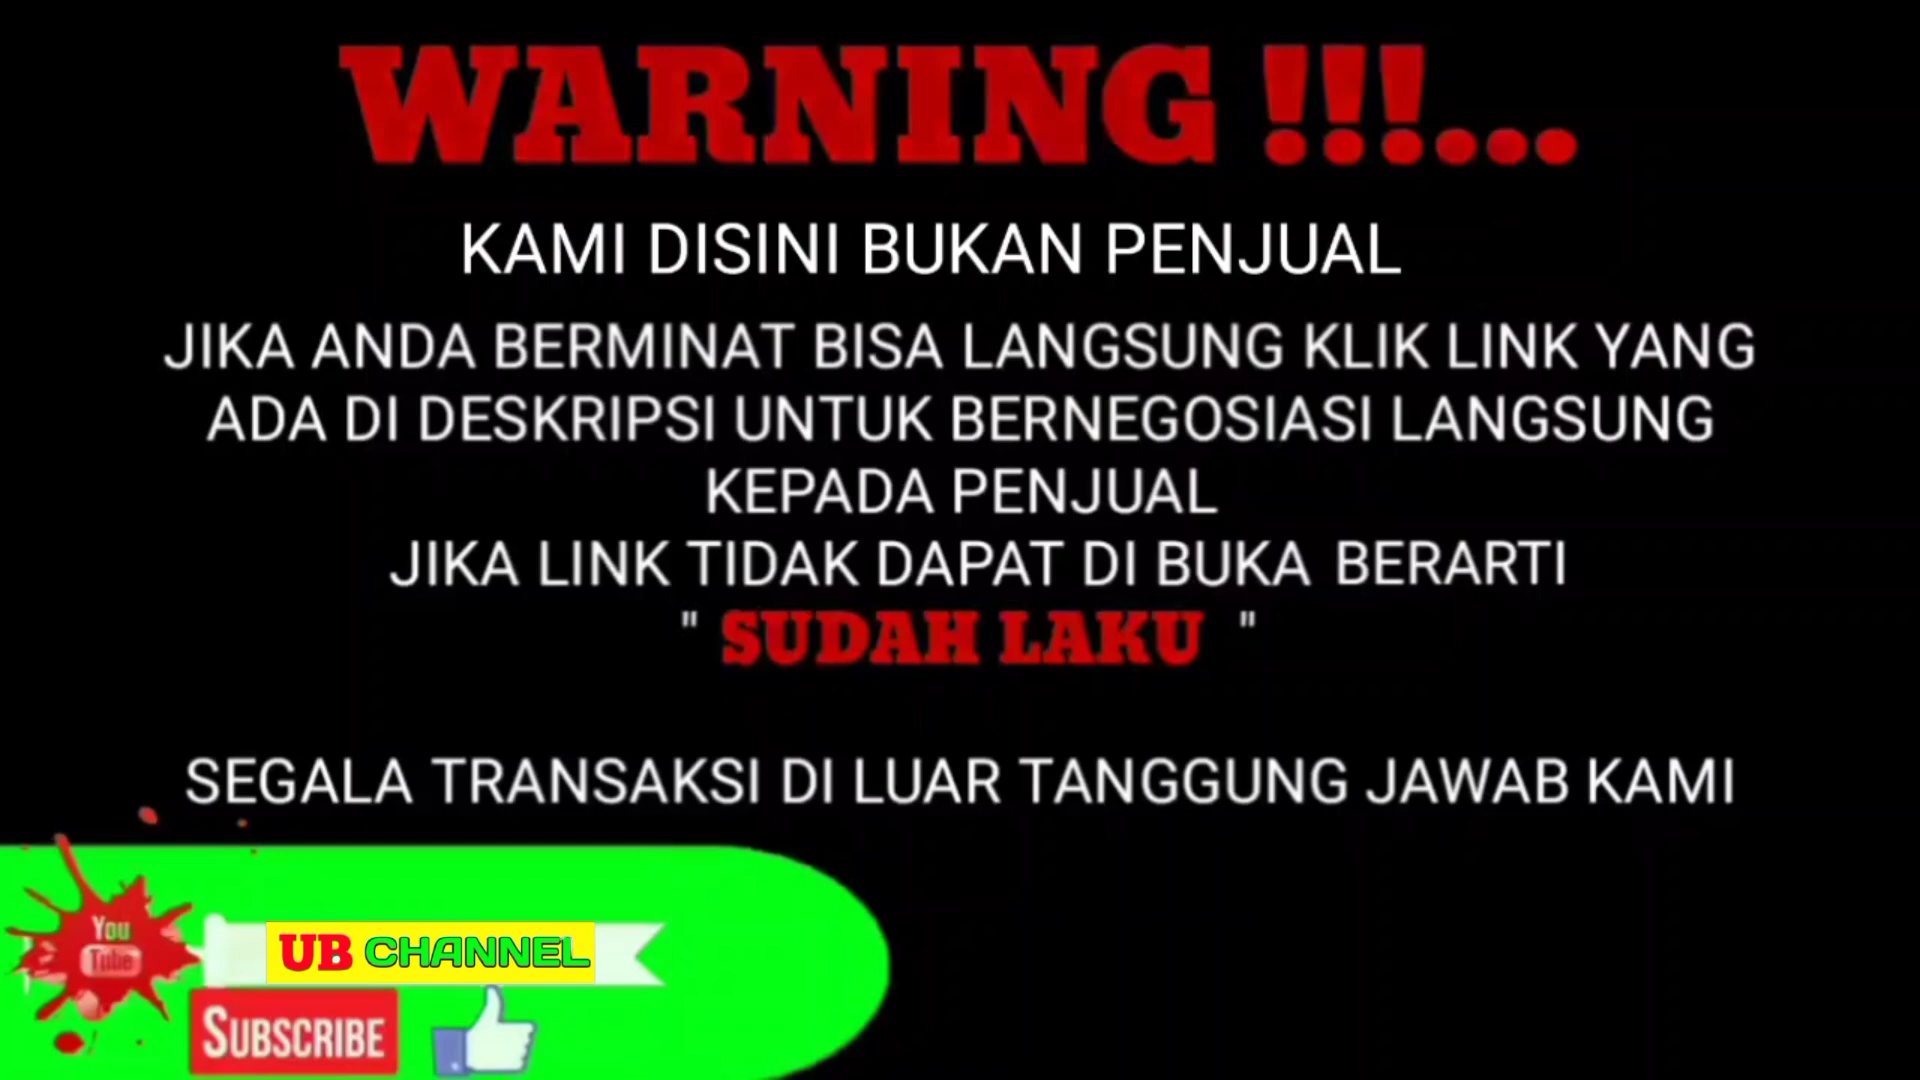 WARNING !!!...
KAMI DISINI BUKAN PENJUAL
JIKA ANDA BERMINAT BISA LANGSUNG KLIK LINK YANG
ADA DI DESKRIPSI UNTUK BERNEGOSIASI LANGSUNG
KEPADA PENJUAL
JIKA LINK TIDAK DAPAT DI BUKA BERARTI
" SUDAH LAKU "
SEGALA TRANSAKSI DI LUAR TANGGUNG JAWAB KAMI
You
Tube
UB CHANNEL
SUBSCRIBE